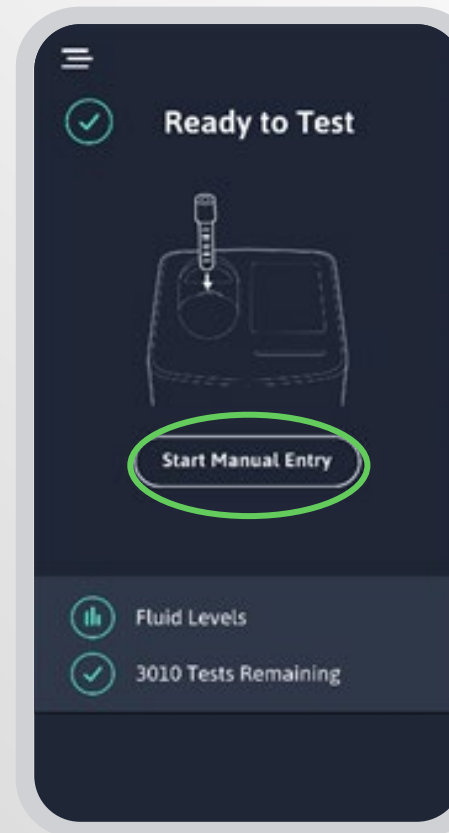 Ready to Test
Start Manual Entry
Fluid Levels
3010 Tests Remaining